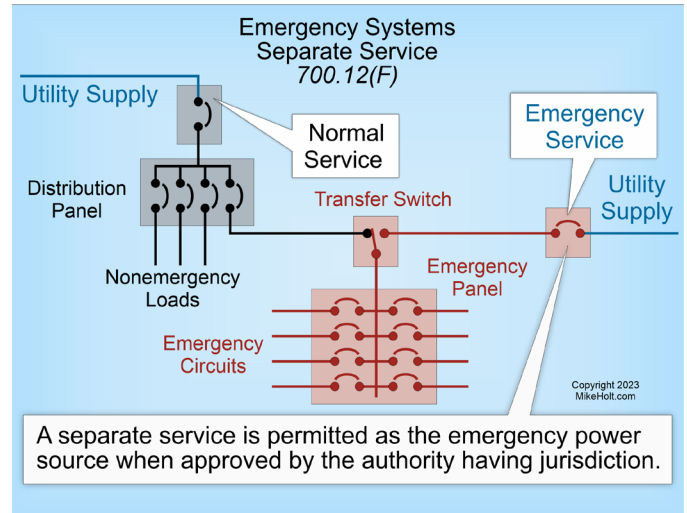 Emergency Systems
Separate Service
700.12(F)
Utility Supply
Normal
Service
Emergency
Service
Distribution
Panel
Transfer Switch
Utility
Supply
Nonemergency
Loads
Emergency
Panel
Emergency
Circuits
Copyright 2023
MikeHolt.com
A separate service is permitted as the emergency power
source when approved by the authority having jurisdiction.